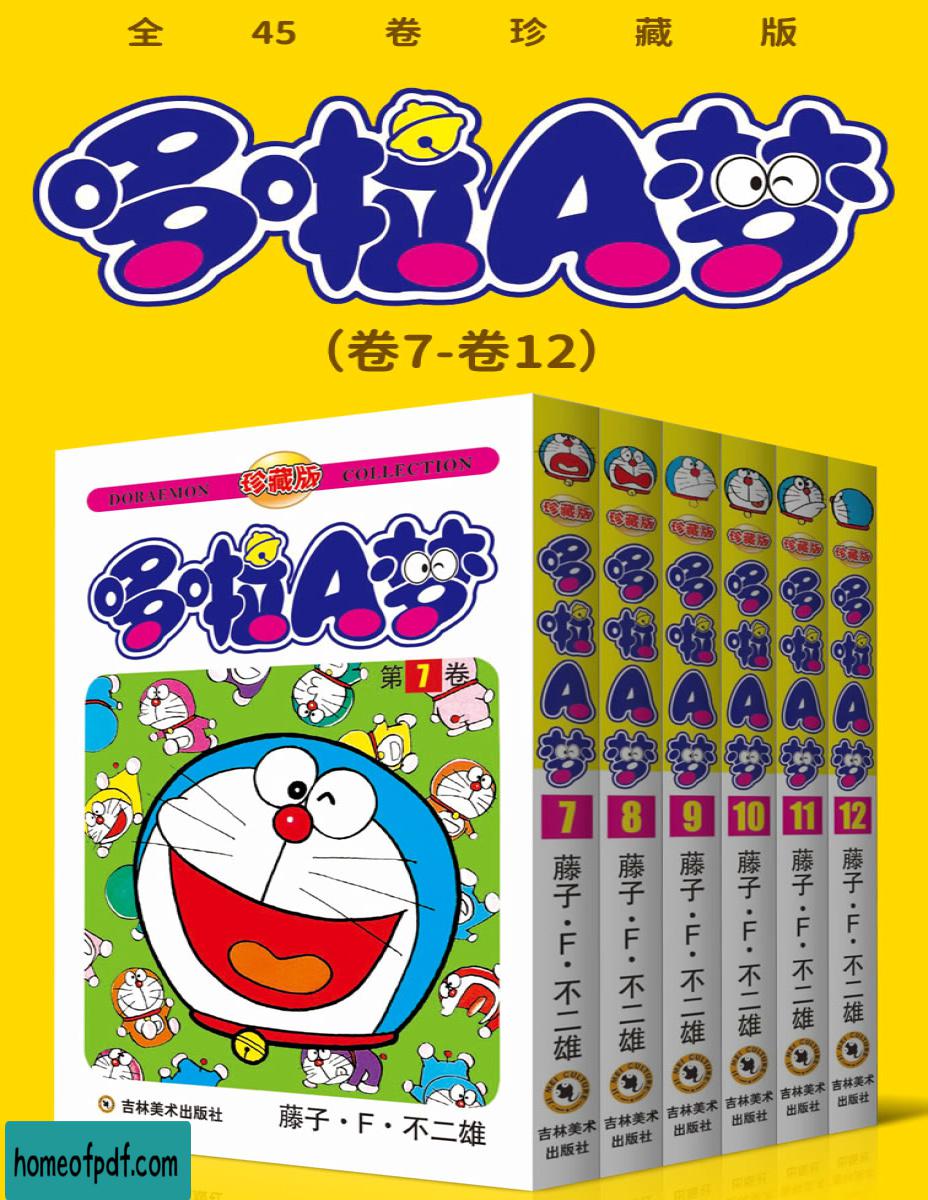 全45卷珍藏版
哆啦A梦
（卷7-卷12）
DORAEMON 珍藏版 COLLECTION
哆啦A梦
第7卷
吉林美术出版社
藤子·F·不二雄
珍藏版
哆啦A梦
7
藤子·F·不二雄
吉林美术
出版社
珍藏版
哆啦A梦
8
藤子·F·不二雄
吉林美术
出版社
珍藏版
哆啦A梦
9
藤子·F·不二雄
吉林美术
出版社
珍藏版
哆啦A梦
10
藤子·F·不二雄
吉林美术
出版社
珍藏版
哆啦A梦
11
藤子·F·不二雄
吉林美术
出版社
珍藏版
哆啦A梦
12
藤子·F·不二雄
吉林美术
出版社
homeofpdf.com